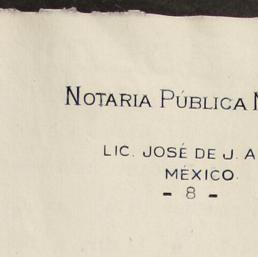 NOTARIA PÚBLICA
LIC. JOSÉ DE J. A
MÉXICO.
- 8 -